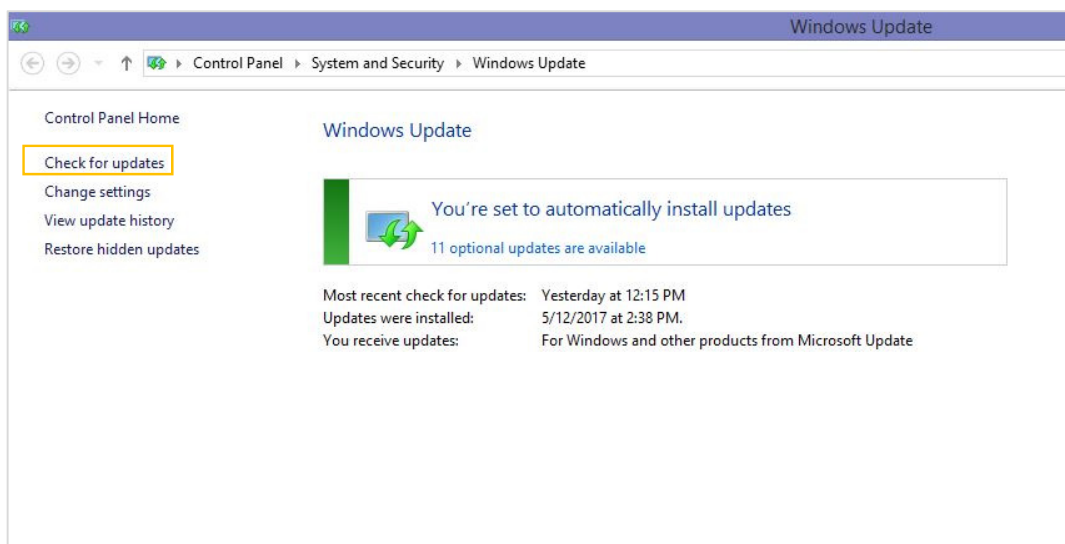 Windows Update
Control Panel System and Security Windows Update
Control Panel Home
Check for updates
Change settings
View update history
Restore hidden updates
Windows Update
You're set to automatically install updates
11 optional updates are available
Most recent check for updates: Yesterday at 12:15 PM
Updates were installed: 5/12/2017 at 2:38 PM.
You receive updates: For Windows and other products from Microsoft Update